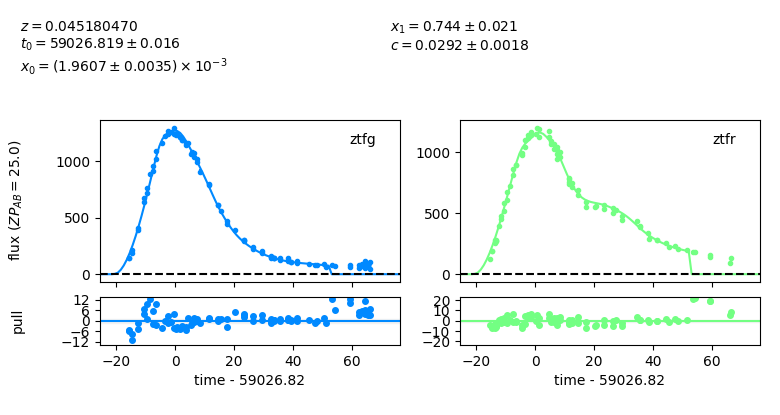 z = 0.045180470
t₀ = 59026.819 ± 0.016
x₀ = (1.9607 ± 0.0035) × 10⁻³
x₁ = 0.744 ± 0.021
c = 0.0292 ± 0.0018
flux (ZP_AB = 25.0)
1000
500
0
ztfg
1000
500
0
ztfr
pull
12
6
0
−6
−12
−20 0 20 40 60
time - 59026.82
20
10
0
−10
−20
−20 0 20 40 60
time - 59026.82